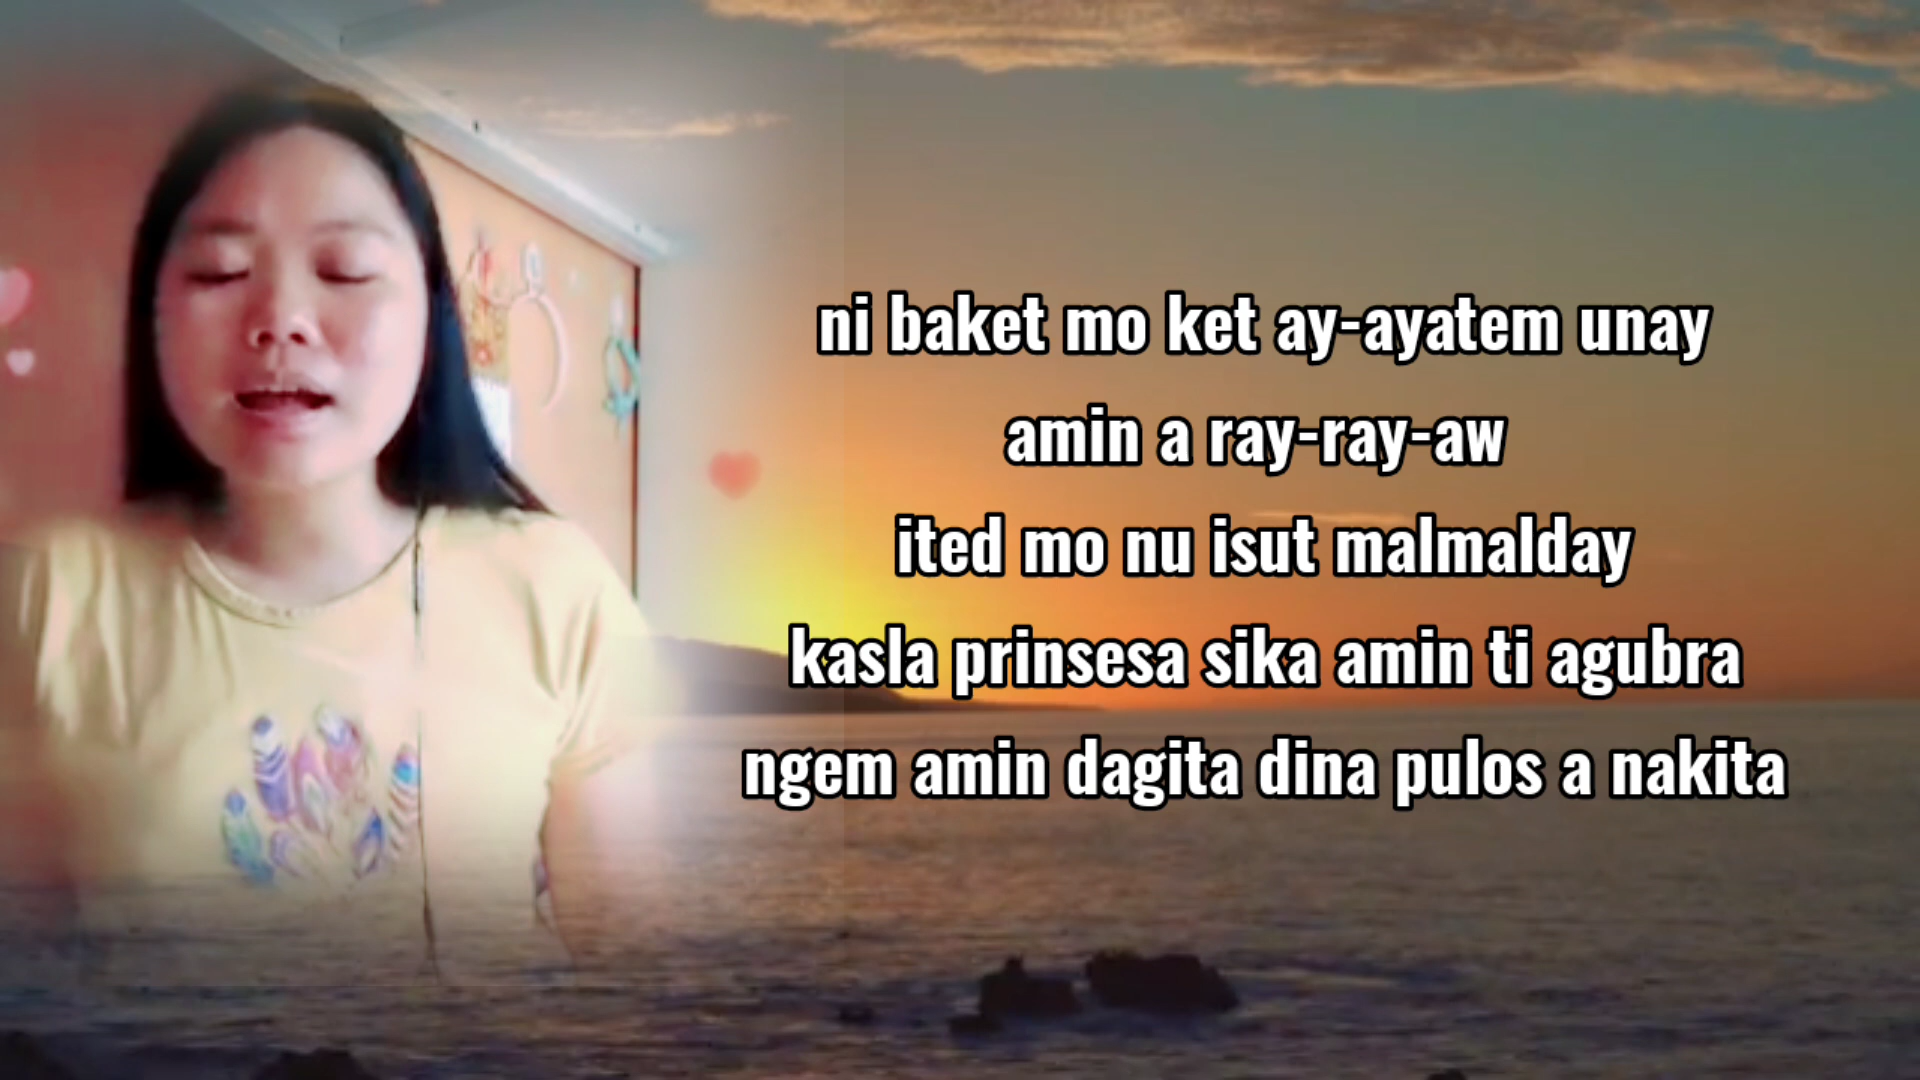 ni baket mo ket ay-ayatem unay
amin a ray-ray-aw
ited mo nu isut malmalday
kasla prinsesa sika amin ti agubra
ngem amin dagita dina pulos a nakita